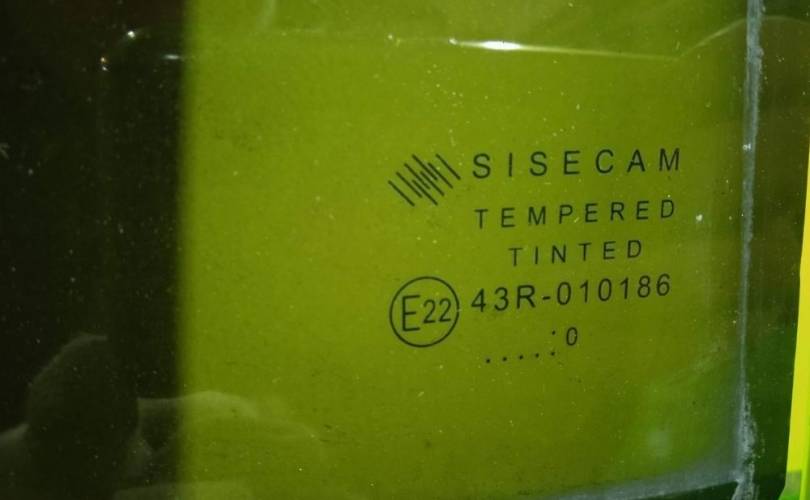 SISECAM
TEMPERED
TINTED
E22 43R-010186
.....: 0